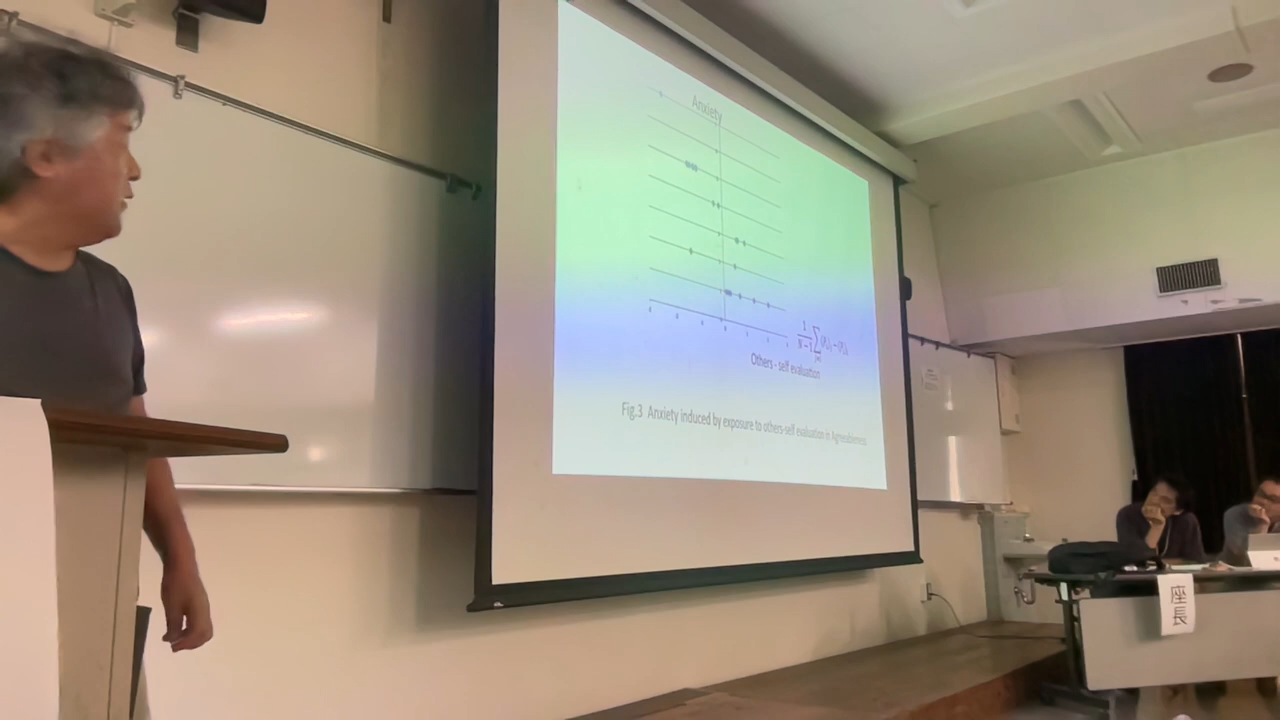 Anxiety
Others - self evaluation
Fig.3 Anxiety induced by exposure to others-self evaluation in Agreeableness
座長